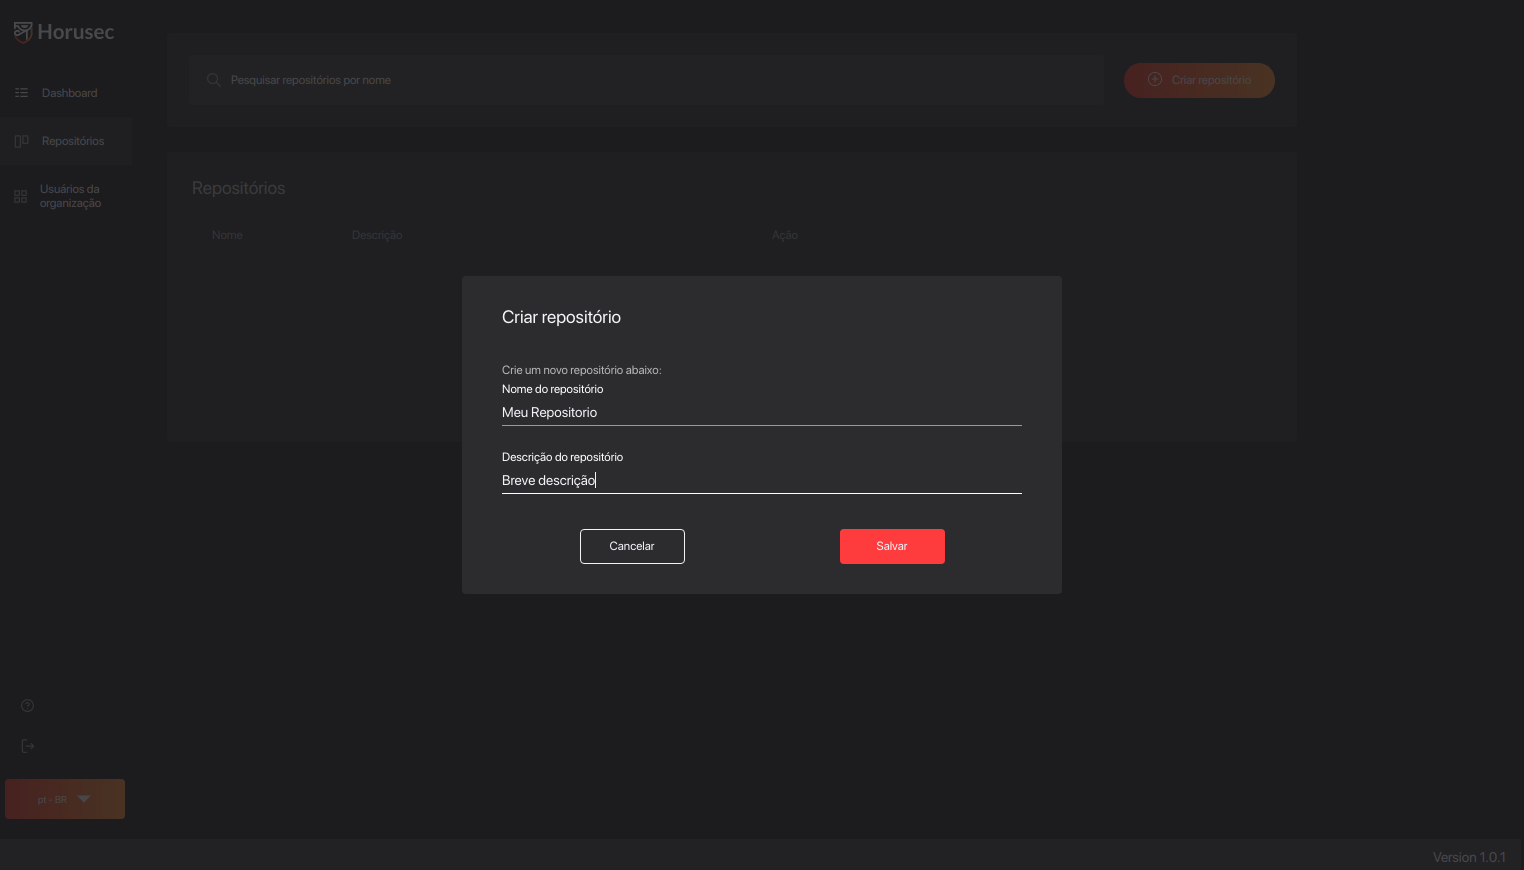 Horusec
Dashboard
Repositórios
Usuários da
organização
pt - BR
Pesquisar repositórios por nome
Criar repositório
Repositórios
Nome Descrição Ação
Criar repositório
Crie um novo repositório abaixo:
Nome do repositório
Meu Repositorio
Descrição do repositório
Breve descrição
Cancelar Salvar
Version 1.0.1